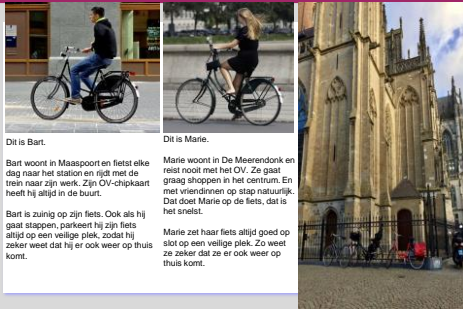 Dit is Bart.
Bart woont in Maaspoort en fietst elke
dag naar het station en rijdt met de
trein naar zijn werk. Zijn OV-chipkaart
heeft hij altijd in de buurt.
Bart is zuinig op zijn fiets. Ook als hij
gaat stappen, parkeert hij zijn fiets
altijd op een veilige plek, zodat hij
zeker weet dat hij er ook weer op thuis
komt.
Dit is Marie.
Marie woont in De Meerendonk en
reist nooit met het OV. Ze gaat
graag shoppen in het centrum. En
met vriendinnen op stap natuurlijk.
Dat doet Marie op de fiets, dat is
het snelst.
Marie zet haar fiets altijd goed op
slot op een veilige plek. Zo weet
ze zeker dat ze er ook weer op
thuis komt.